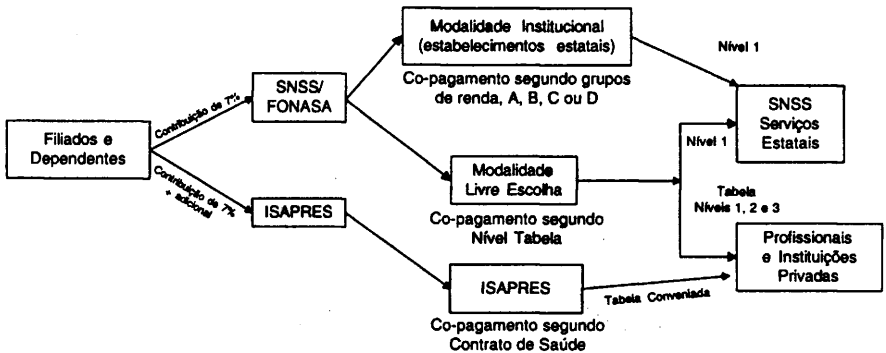 Filiados e
Dependentes
Contribuição de 7%
Contribuição de 7%
+ adicional
SNSS/
FONASA
ISAPRES
Modalidade Institucional
(estabelecimentos estatais)
Co-pagamento segundo grupos
de renda, A, B, C ou D
Modalidade
Livre Escolha
Co-pagamento segundo
Nível Tabela
ISAPRES
Co-pagamento segundo
Contrato de Saúde
Nível 1
Nível 1
Tabela
Níveis 1, 2 e 3
Tabela Conveniada
SNSS
Serviços
Estatais
Profissionais
e Instituições
Privadas